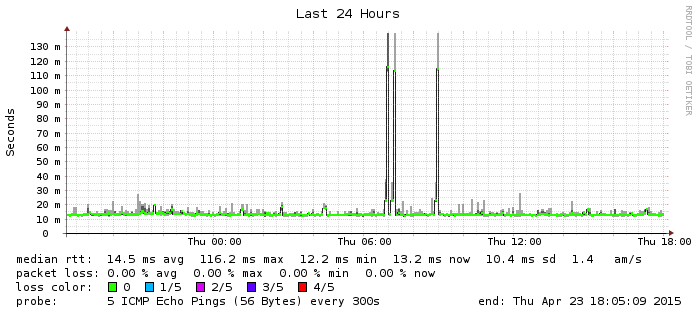 Last 24 Hours
RRDTOOL / TOBI OETIKER
Seconds
130 m
120 m
110 m
100 m
90 m
80 m
70 m
60 m
50 m
40 m
30 m
20 m
10 m
0
Thu 00:00 Thu 06:00 Thu 12:00 Thu 18:00
median rtt: 14.5 ms avg 116.2 ms max 12.2 ms min 13.2 ms now 10.4 ms sd 1.4 am/s
packet loss: 0.00 % avg 0.00 % max 0.00 % min 0.00 % now
loss color: 0 1/5 2/5 3/5 4/5
probe: 5 ICMP Echo Pings (56 Bytes) every 300s end: Thu Apr 23 18:05:09 2015